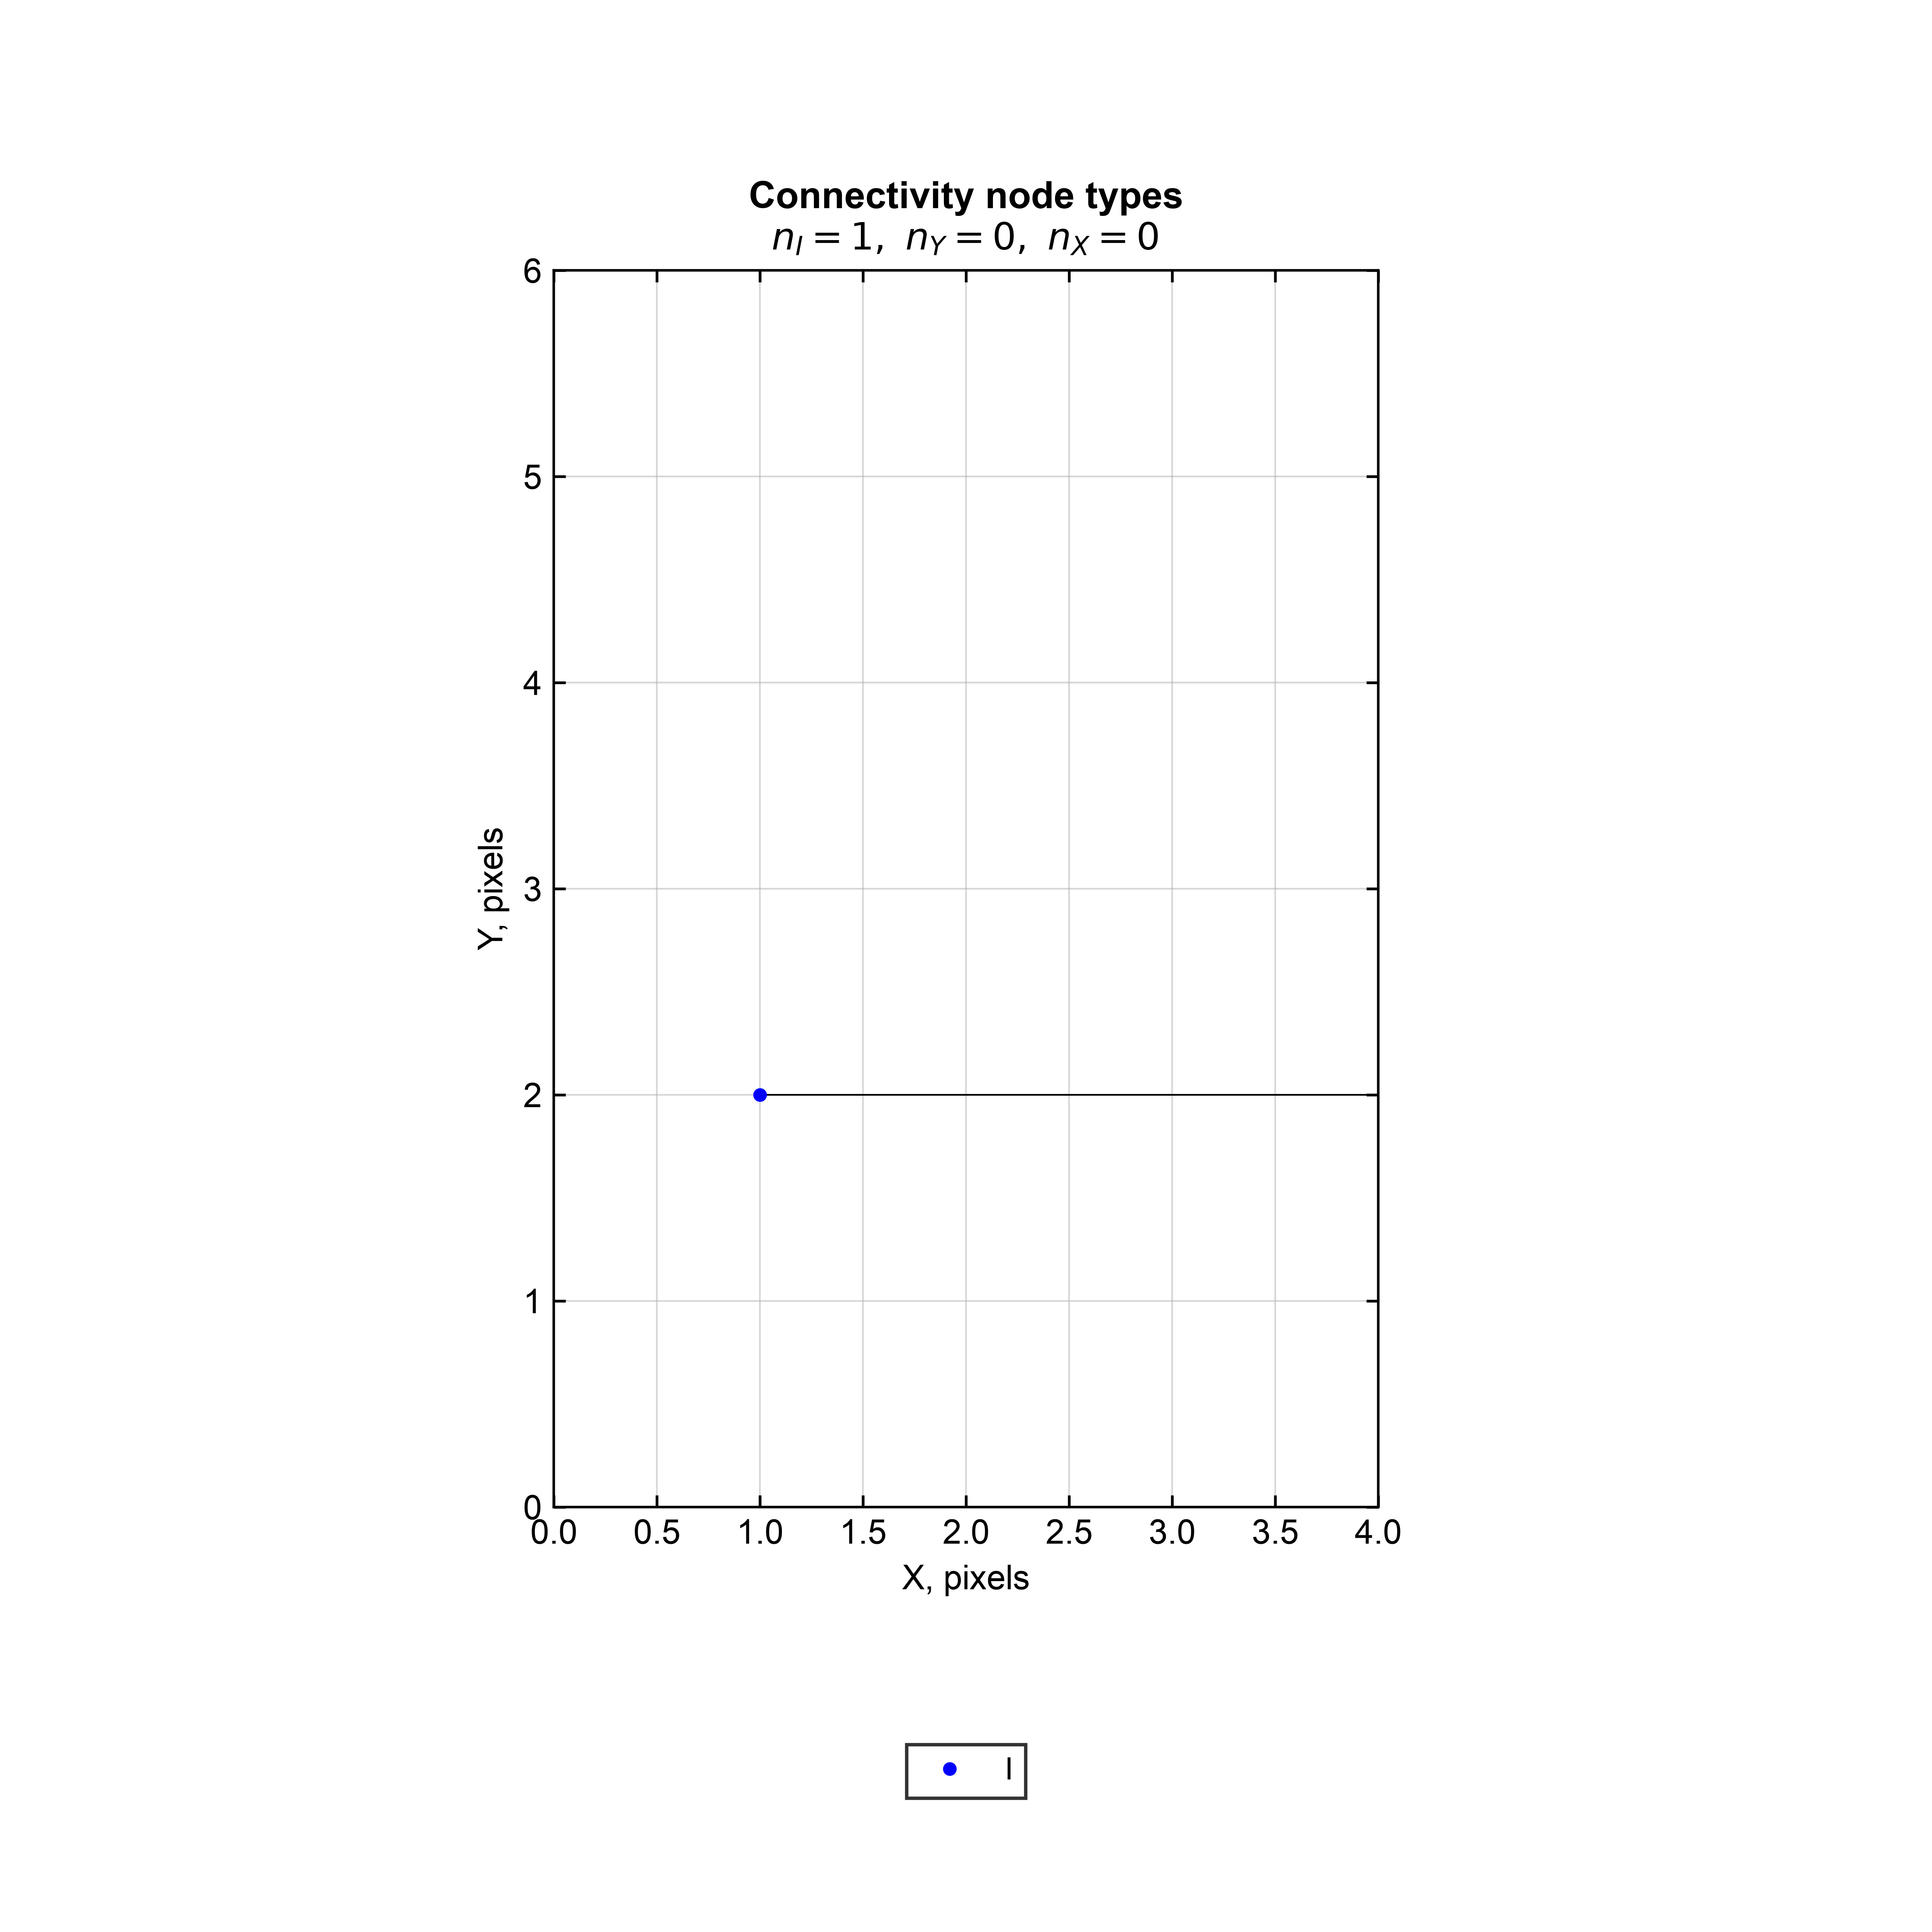 Connectivity node types
n_I = 1, n_Y = 0, n_X = 0
6
5
4
3
2
1
0
Y, pixels
0.0 0.5 1.0 1.5 2.0 2.5 3.0 3.5 4.0
X, pixels
I